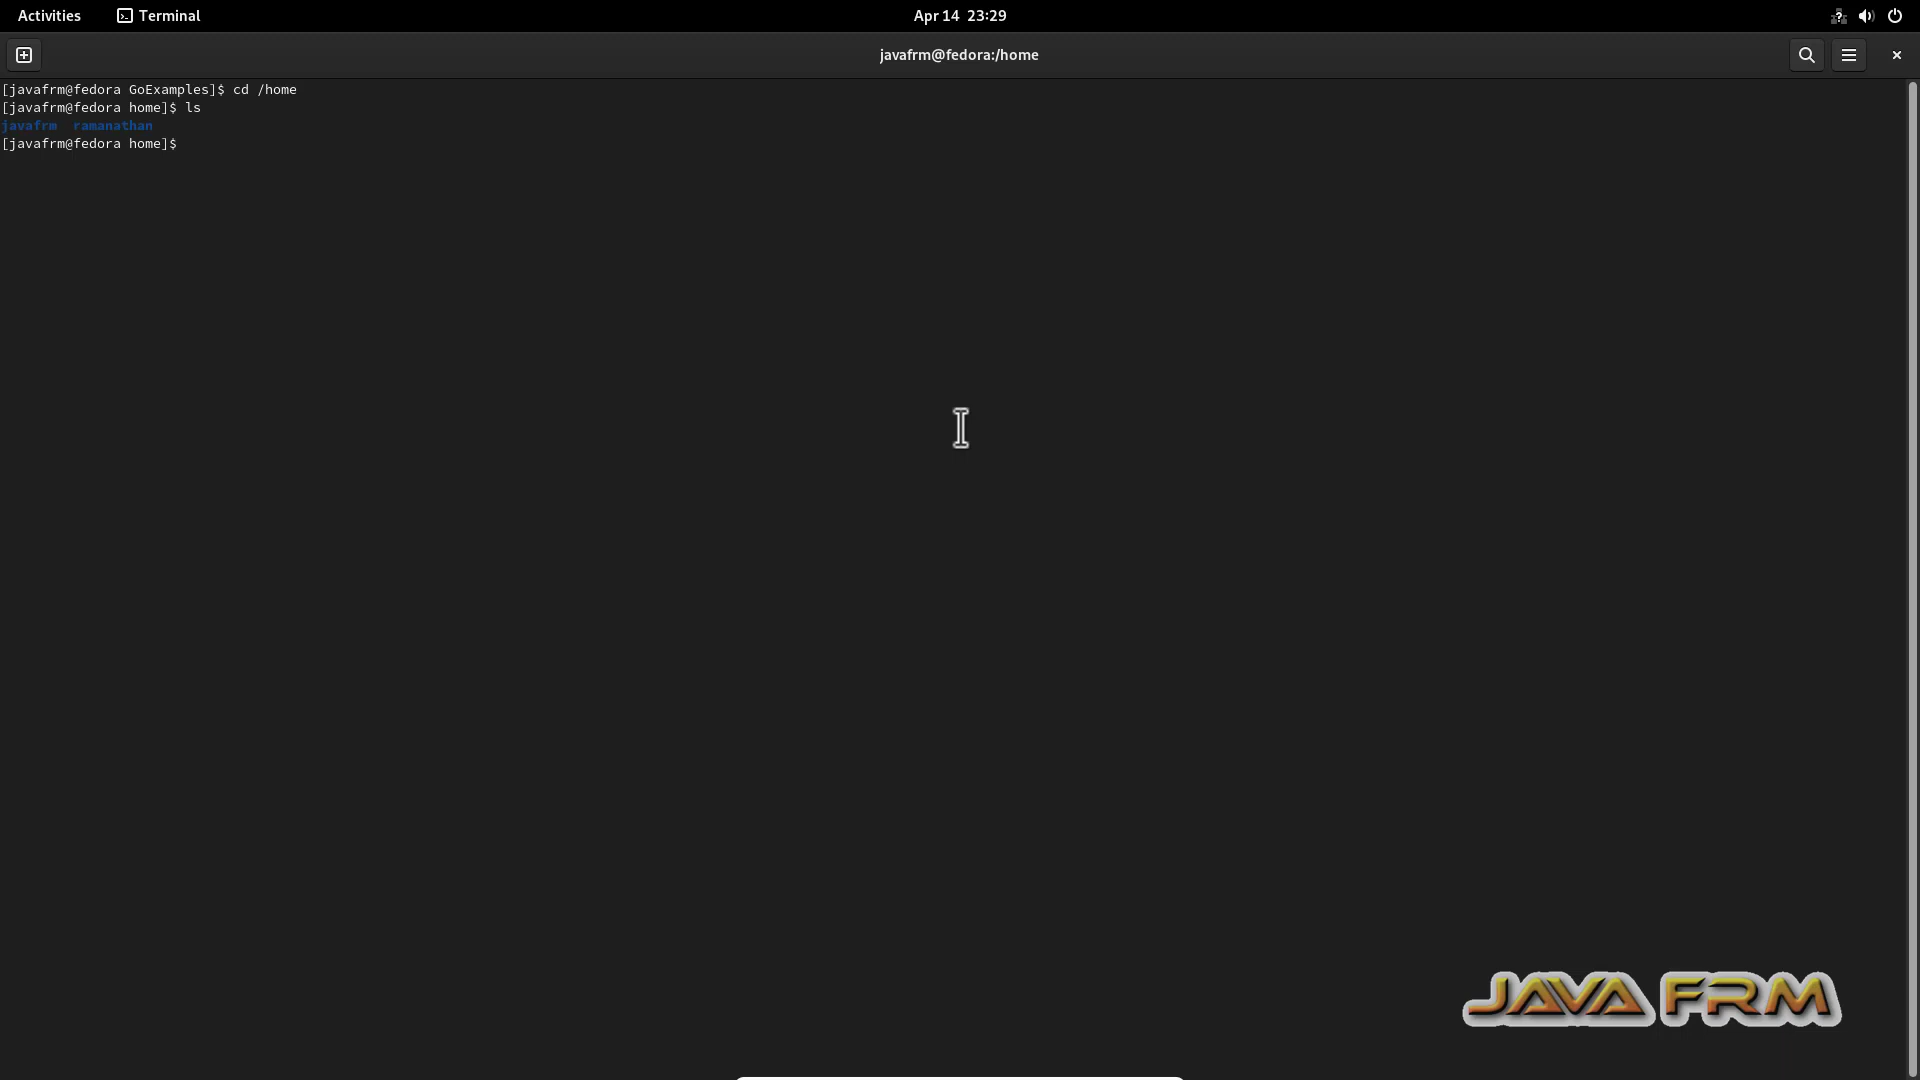 Activities Terminal Apr 14 23:29
javafrm@fedora:/home
[javafrm@fedora GoExamples]$ cd /home
[javafrm@fedora home]$ ls
javafrm ramanathan
[javafrm@fedora home]$
JAVA FRM